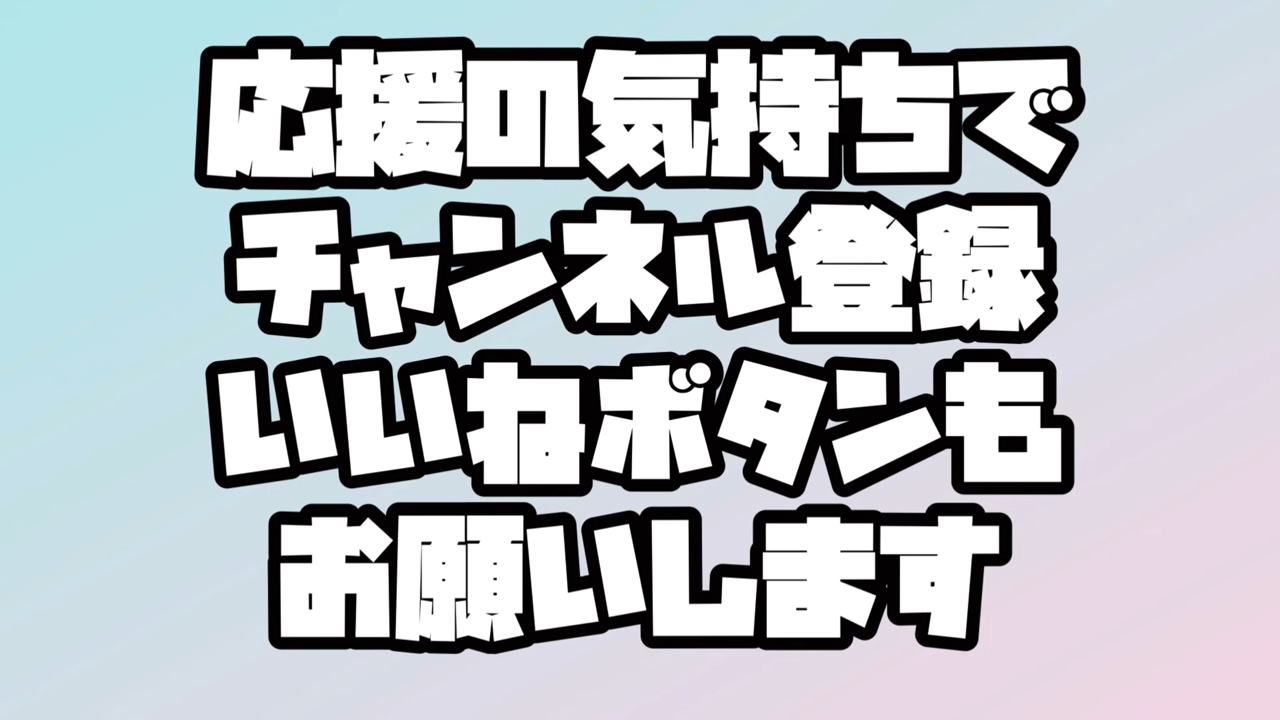 応援の気持ちで
チャンネル登録
いいねボタンも
お願いします